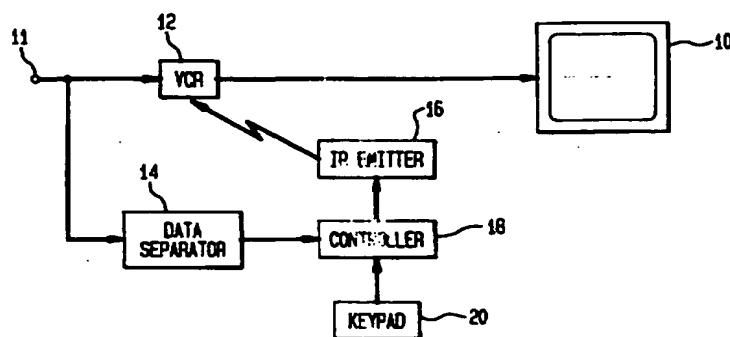 12
11
VCR
10
16
IR EMITTER
14
DATA
SEPARATOR
CONTROLLER
18
KEYPAD
20